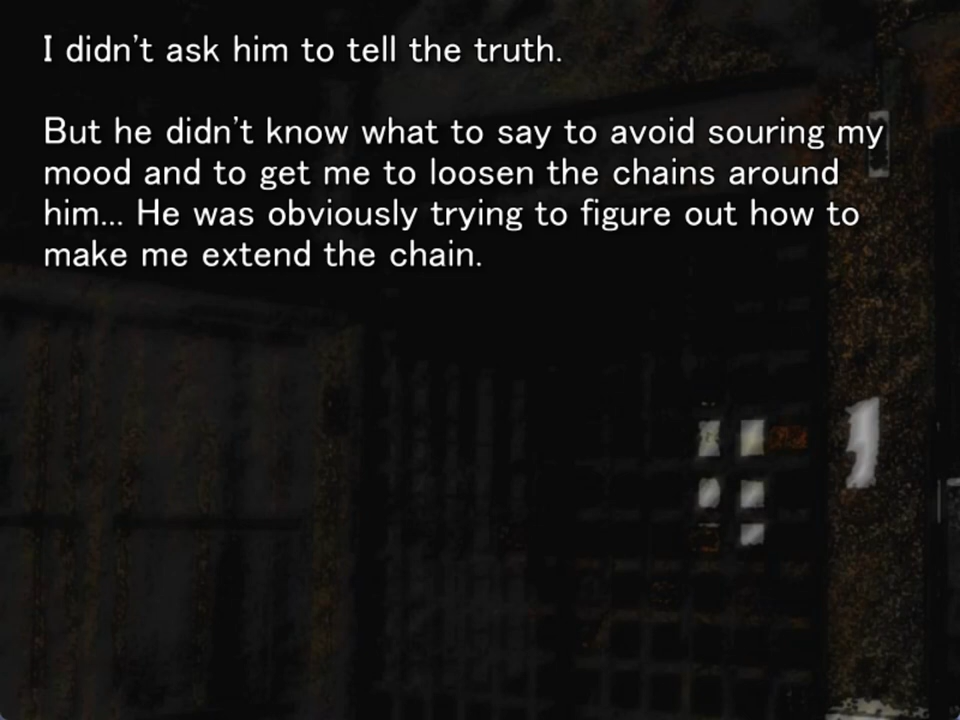 I didn't ask him to tell the truth.
But he didn't know what to say to avoid souring my
mood and to get me to loosen the chains around
him... He was obviously trying to figure out how to
make me extend the chain.